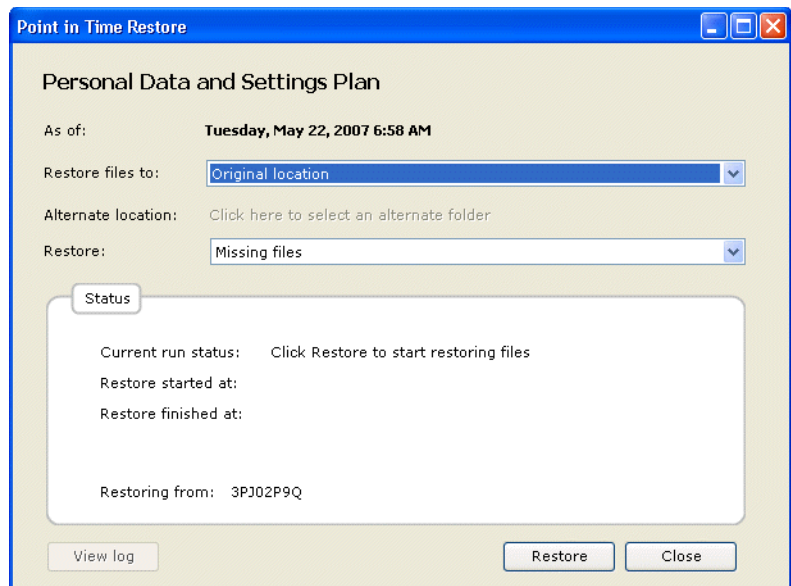 Point in Time Restore
Personal Data and Settings Plan
As of: Tuesday, May 22, 2007 6:58 AM
Restore files to: Original location
Alternate location: Click here to select an alternate folder
Restore: Missing files
Status
Current run status: Click Restore to start restoring files
Restore started at:
Restore finished at:
Restoring from: 3PJ02P9Q
View log Restore Close